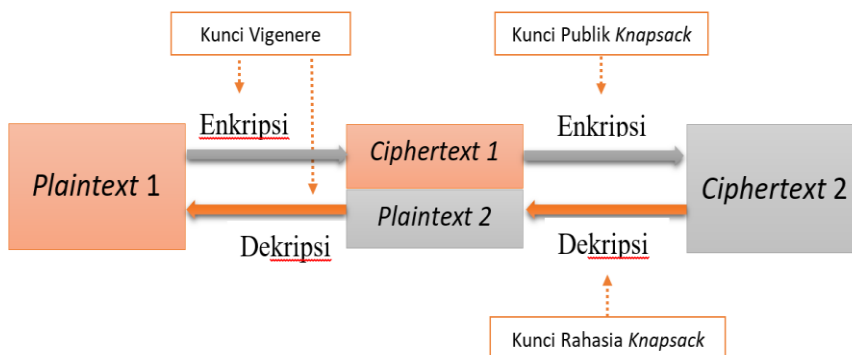 Kunci Vigenere
Kunci Publik Knapsack
Enkripsi
Enkripsi
Plaintext 1
Ciphertext 1
Plaintext 2
Ciphertext 2
Dekripsi
Dekripsi
Kunci Rahasia Knapsack